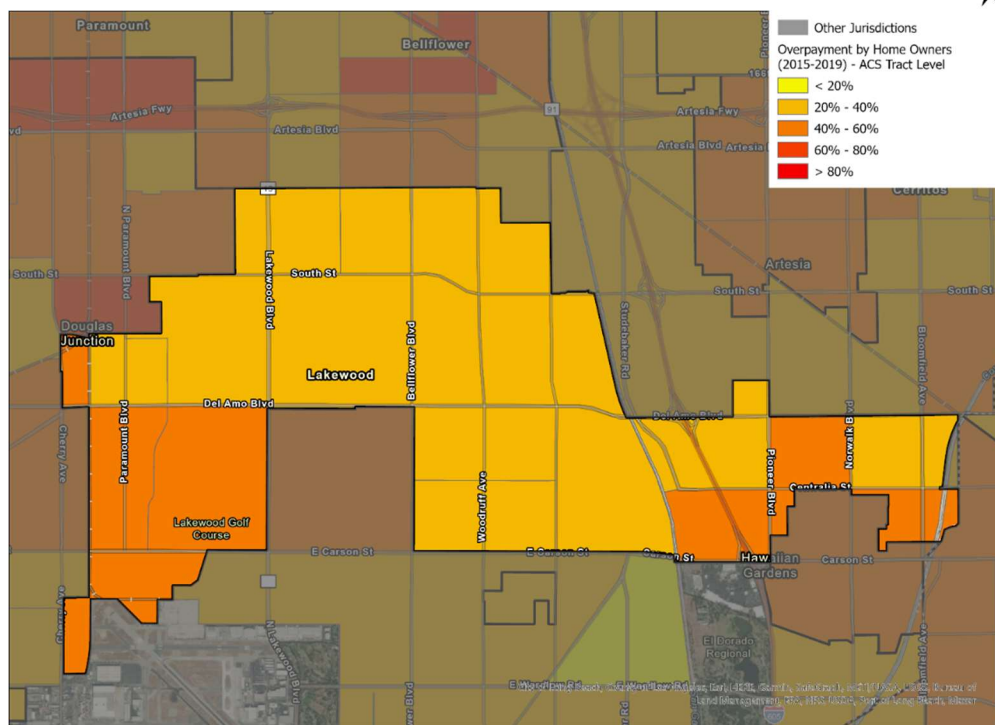 Paramount
Bellflower
Other Jurisdictions
Overpayment by Home Owners
(2015-2019) - ACS Tract Level
< 20%
20% - 40%
40% - 60%
60% - 80%
> 80%
Artesia Fwy
91
Artesia Fwy
Artesia Blvd
Artesia Blvd
Cerritos
N Paramount Blvd
Lakewood Blvd
South St
South St
Artesia
South St
Douglas
Junction
Studebaker Rd
Bellflower Blvd
Bloomfield Ave
Lakewood
Del Amo Blvd
Del Amo Blvd
Cherry Ave
Paramount Blvd
Woodruff Ave
Pioneer Blvd
Centralia St
Lakewood Golf
Course
E Carson St
E Carson St
Carson St
Hawaiian
Gardens
Carson St
N Lakewood Blvd
El Dorado
Regional